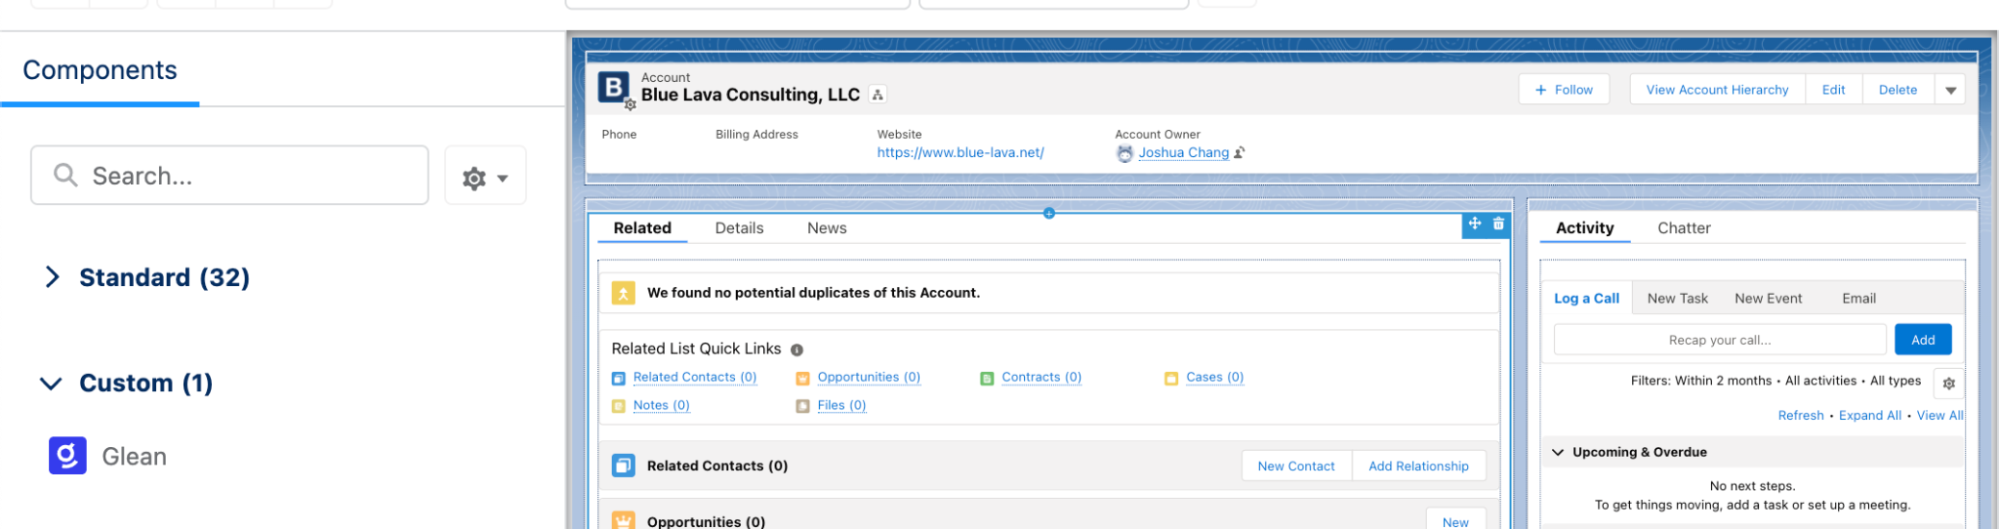 Components
Search...
Standard (32)
Custom (1)
Glean
Account
Blue Lava Consulting, LLC
+ Follow
View Account Hierarchy
Edit
Delete
Phone
Billing Address
Website
Account Owner
https://www.blue-lava.net/
Joshua Chang
Related
Details
News
We found no potential duplicates of this Account.
Related List Quick Links
Related Contacts (0)
Opportunities (0)
Contracts (0)
Cases (0)
Notes (0)
Files (0)
Related Contacts (0)
New Contact
Add Relationship
Opportunities (0)
New
Activity
Chatter
Log a Call
New Task
New Event
Email
Recap your call...
Add
Filters: Within 2 months • All activities • All types
Refresh • Expand All • View All
Upcoming & Overdue
No next steps.
To get things moving, add a task or set up a meeting.